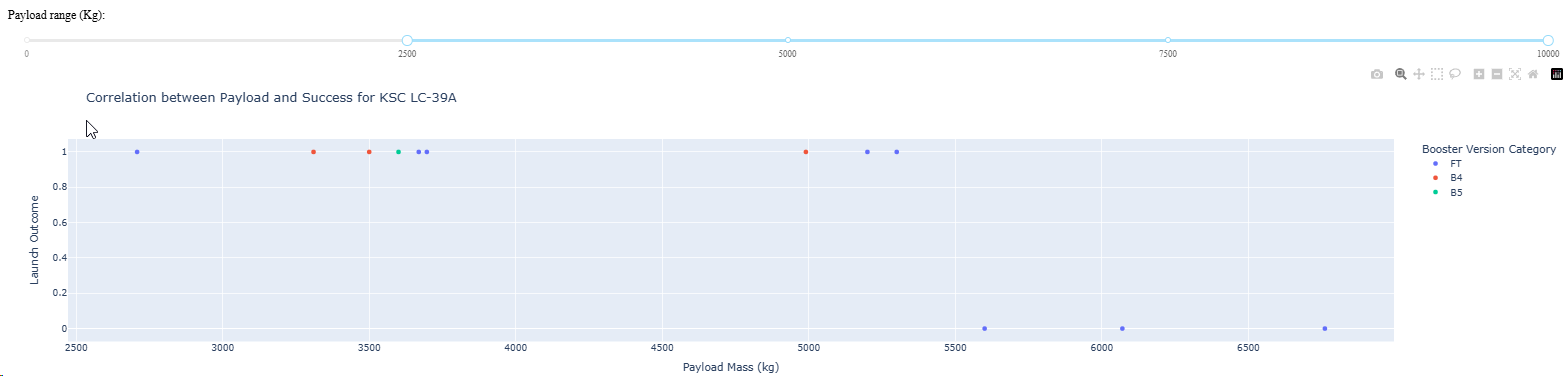 Payload range (Kg):
0 2500 5000 7500 10000
Correlation between Payload and Success for KSC LC-39A
Booster Version Category
FT
B4
B5
Launch Outcome
1
0.8
0.6
0.4
0.2
0
2500 3000 3500 4000 4500 5000 5500 6000 6500
Payload Mass (kg)